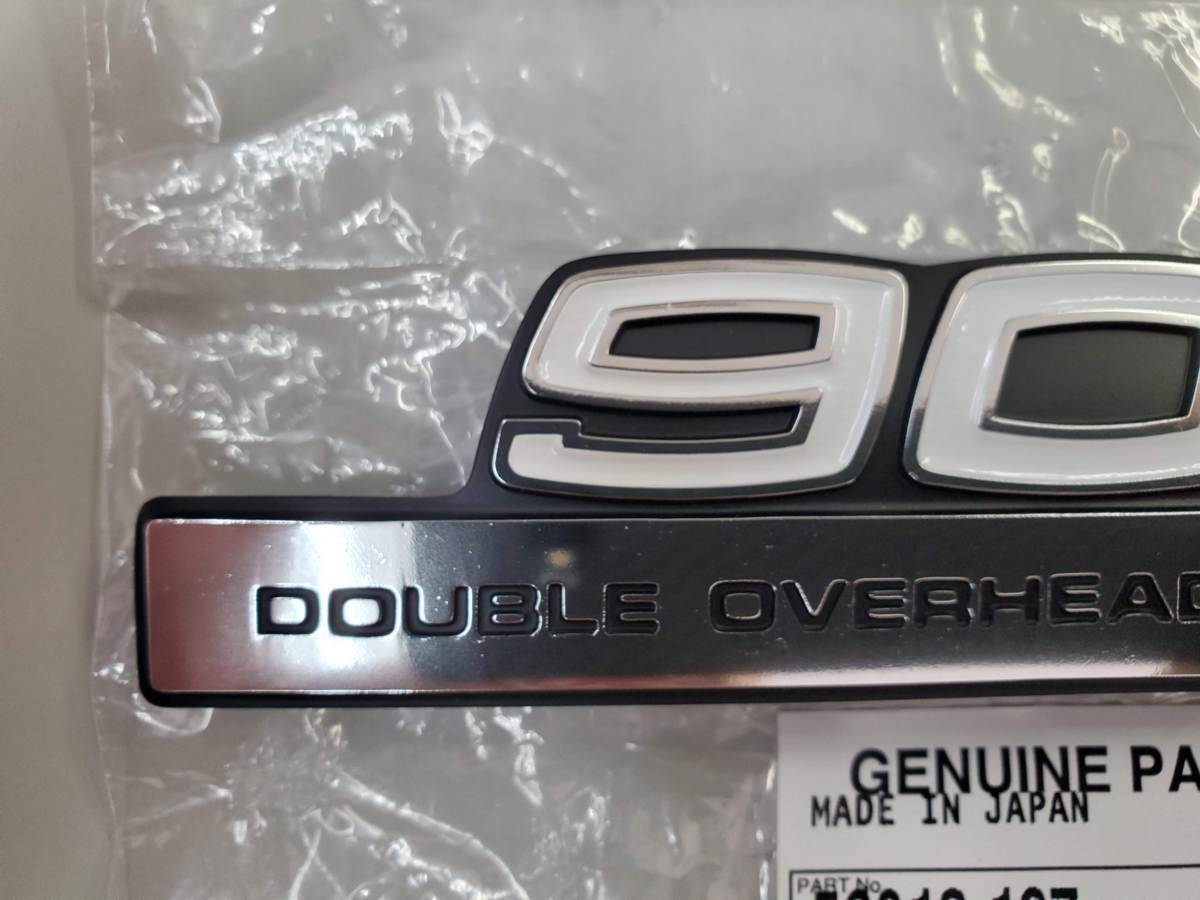 90
DOUBLE OVERHEAD
GENUINE PA
MADE IN JAPAN
PART No.